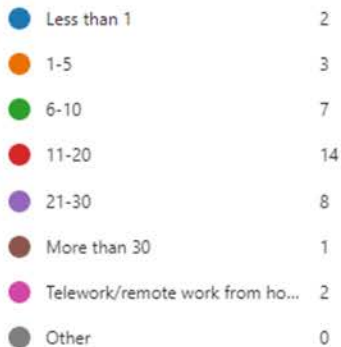 Less than 1 2
1-5 3
6-10 7
11-20 14
21-30 8
More than 30 1
Telework/remote work from ho... 2
Other 0